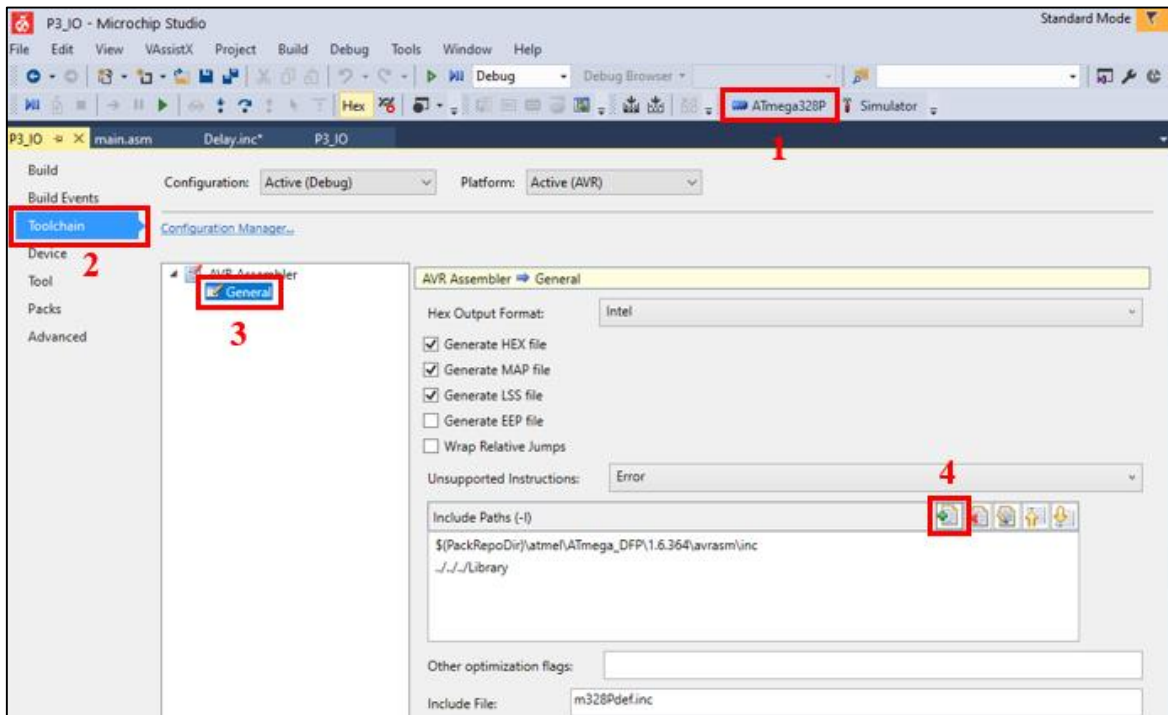 P3_IO - Microchip Studio
Standard Mode
File Edit View VAssistX Project Build Debug Tools Window Help
Debug Debug Browser
Hex ATmega328P Simulator
1
P3_IO main.asm Delay.inc* P3_IO
Build
Configuration: Active (Debug) Platform: Active (AVR)
Build Events
Toolchain
Configuration Manager...
2
Device
Tool
Packs
Advanced
AVR Assembler
General
3
AVR Assembler General
Hex Output Format: Intel
Generate HEX file
Generate MAP file
Generate LSS file
Generate EEP file
Wrap Relative Jumps
Unsupported Instructions: Error
4
Include Paths (-I)
$(PackRepoDir)\atmel\ATmega_DFP\1.6.364\avrasm\inc
../../../Library
Other optimization flags:
Include File: m328Pdef.inc